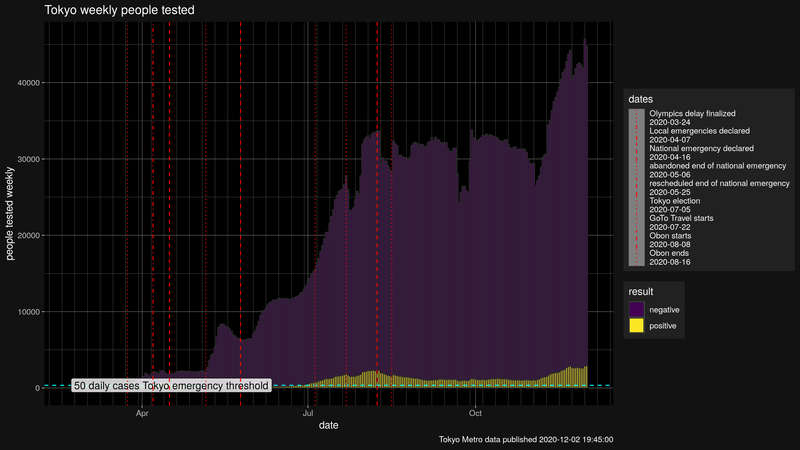 Tokyo weekly people tested
people tested weekly
40000
30000
20000
10000
0
50 daily cases Tokyo emergency threshold
Apr
Jul
Oct
date
dates
Olympics delay finalized
2020-03-24
Local emergencies declared
2020-04-07
National emergency declared
2020-04-16
abandoned end of national emergency
2020-05-06
rescheduled end of national emergency
2020-05-25
Tokyo election
2020-07-05
GoTo Travel starts
2020-07-22
Obon starts
2020-08-08
Obon ends
2020-08-16
result
negative
positive
Tokyo Metro data published 2020-12-02 19:45:00